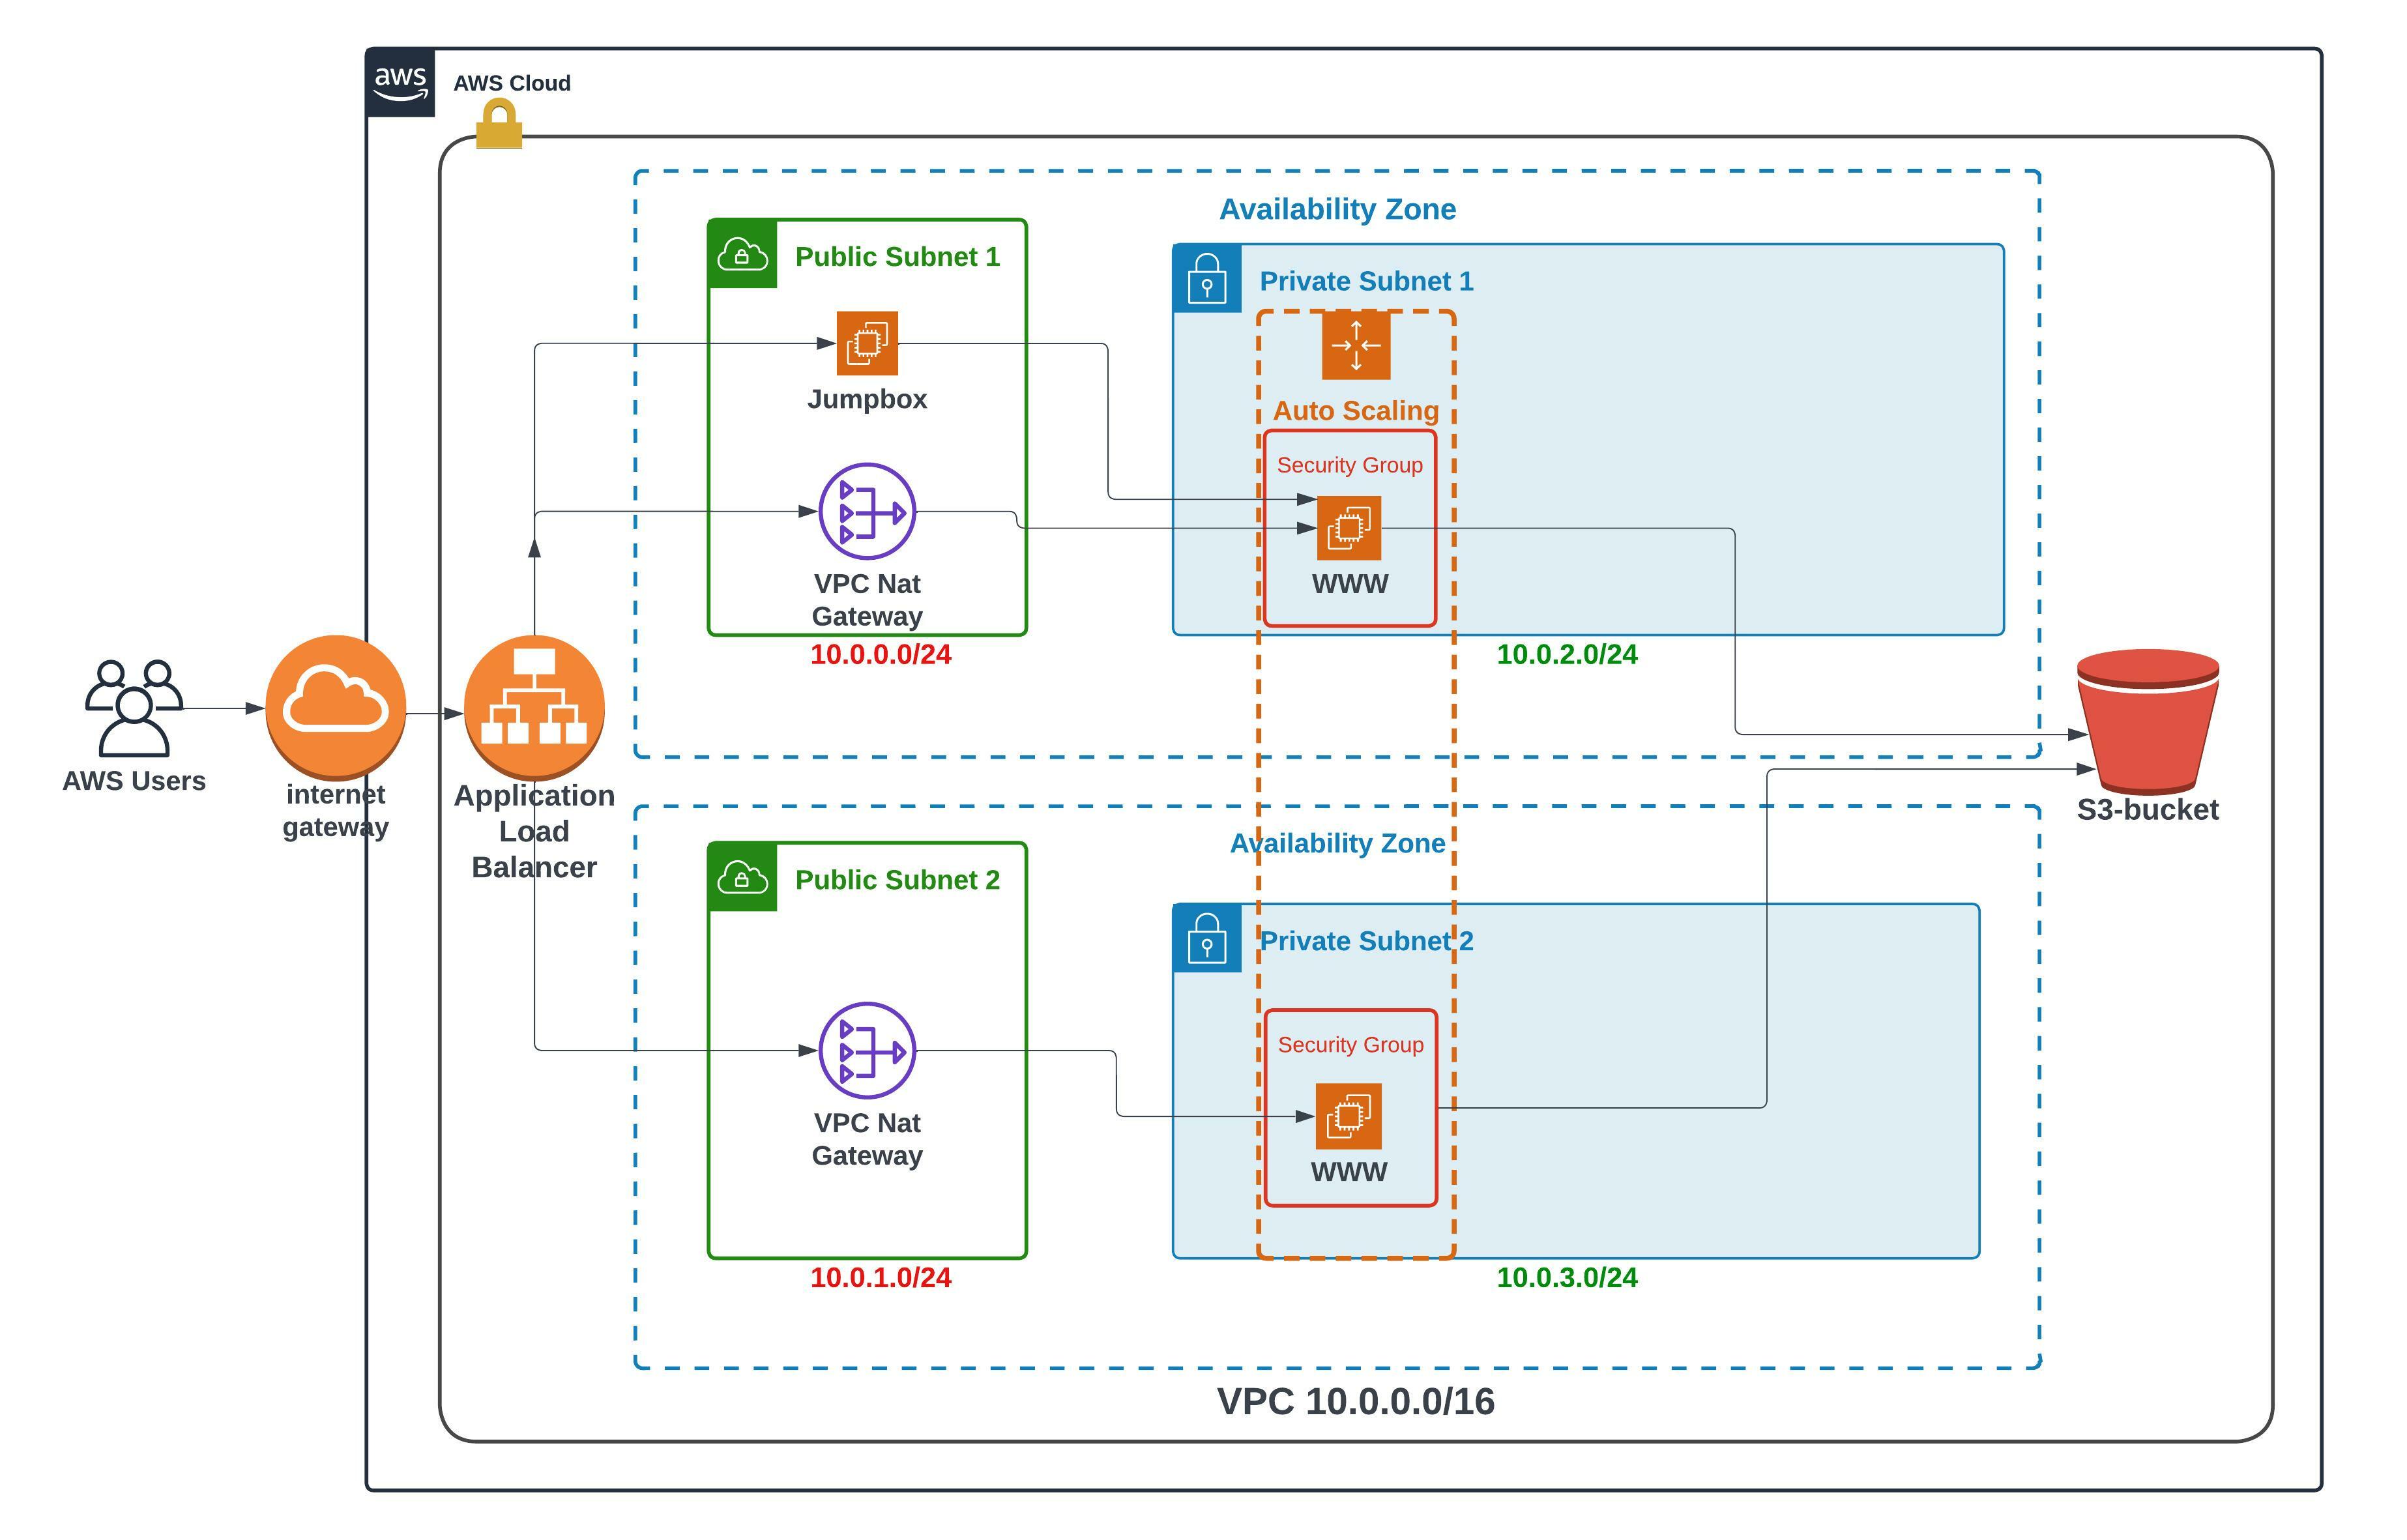 aws
AWS Cloud
Availability Zone
Public Subnet 1
Private Subnet 1
Jumpbox
Auto Scaling
Security Group
VPC Nat
Gateway
WWW
10.0.0.0/24
10.0.2.0/24
AWS Users
internet
gateway
Application
Load
Balancer
S3-bucket
Availability Zone
Public Subnet 2
Private Subnet 2
Security Group
VPC Nat
Gateway
WWW
10.0.1.0/24
10.0.3.0/24
VPC 10.0.0.0/16